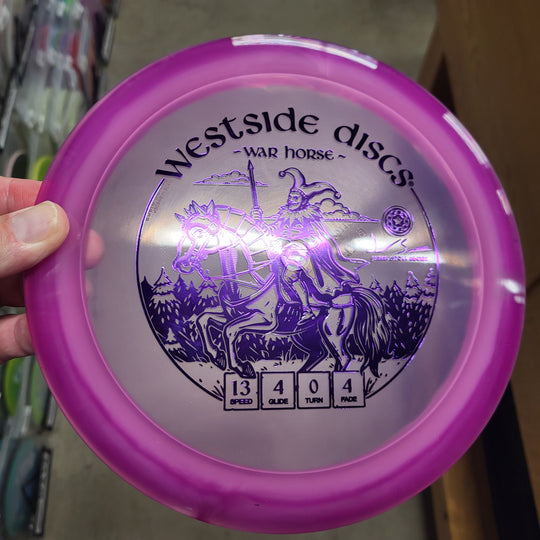 WESTSIDE DISCS
- WAR HORSE -
13 4 0 4
SPEED GLIDE TURN FADE